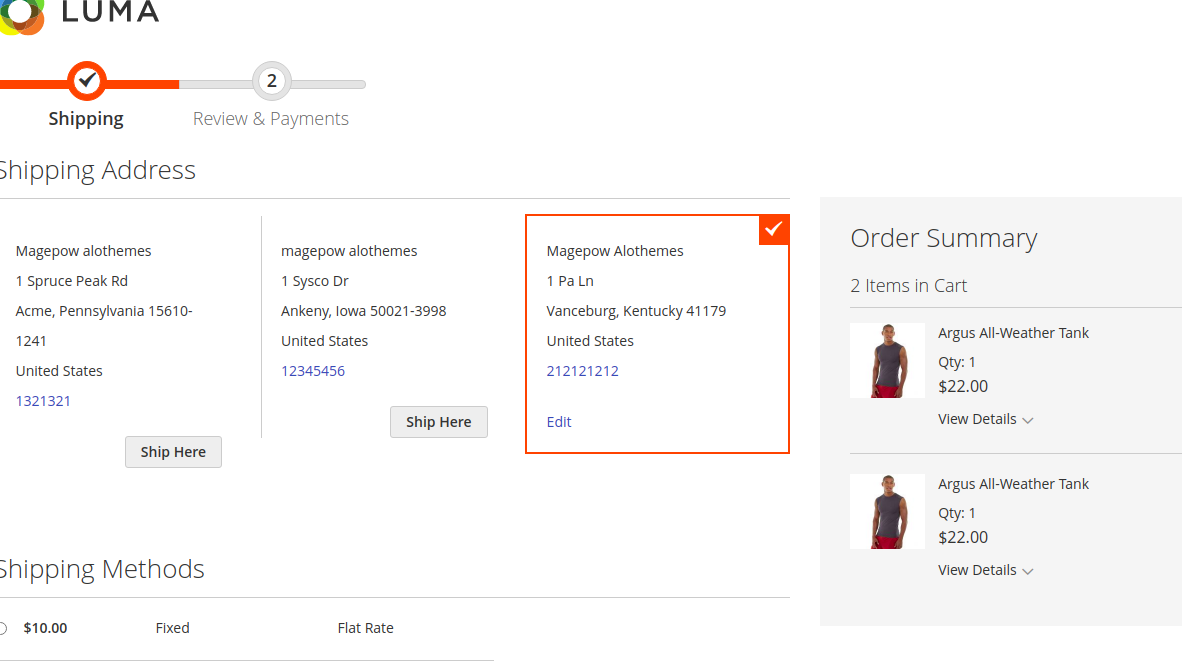 LUMA
2
Shipping
Review & Payments
Shipping Address
Magepow alothemes
1 Spruce Peak Rd
Acme, Pennsylvania 15610-
1241
United States
1321321
Ship Here
magepow alothemes
1 Sysco Dr
Ankeny, Iowa 50021-3998
United States
12345456
Ship Here
Magepow Alothemes
1 Pa Ln
Vanceburg, Kentucky 41179
United States
212121212
Edit
Order Summary
2 Items in Cart
Argus All-Weather Tank
Qty: 1
$22.00
View Details
Argus All-Weather Tank
Qty: 1
$22.00
View Details
Shipping Methods
$10.00 Fixed Flat Rate